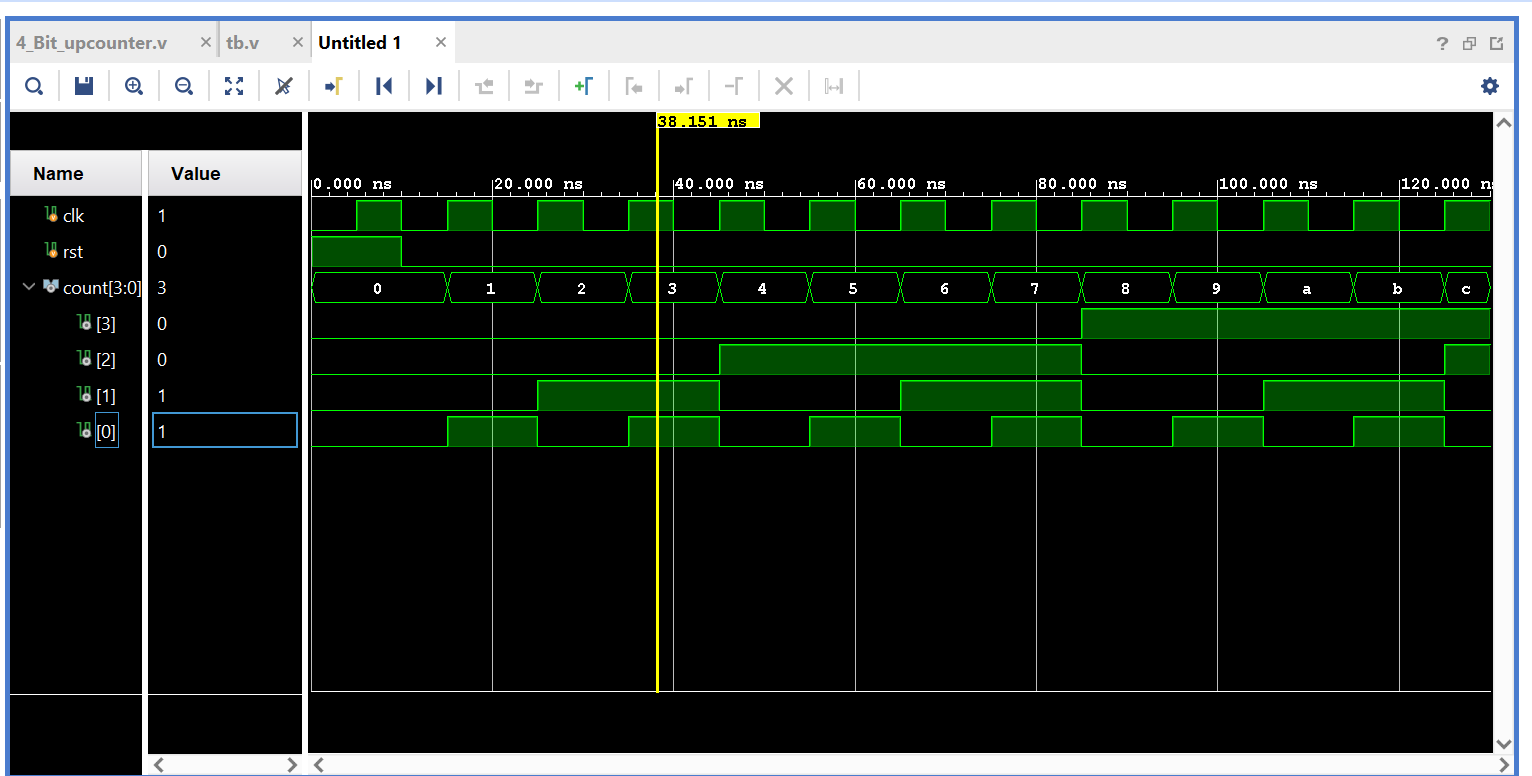 4_Bit_upcounter.v × tb.v × Untitled 1 × ?
38.151 ns
Name Value
0.000 ns 20.000 ns 40.000 ns 60.000 ns 80.000 ns 100.000 ns 120.000 n
clk 1
rst 0
count[3:0] 3 0 1 2 3 4 5 6 7 8 9 a b c
[3] 0
[2] 0
[1] 1
[0] 1